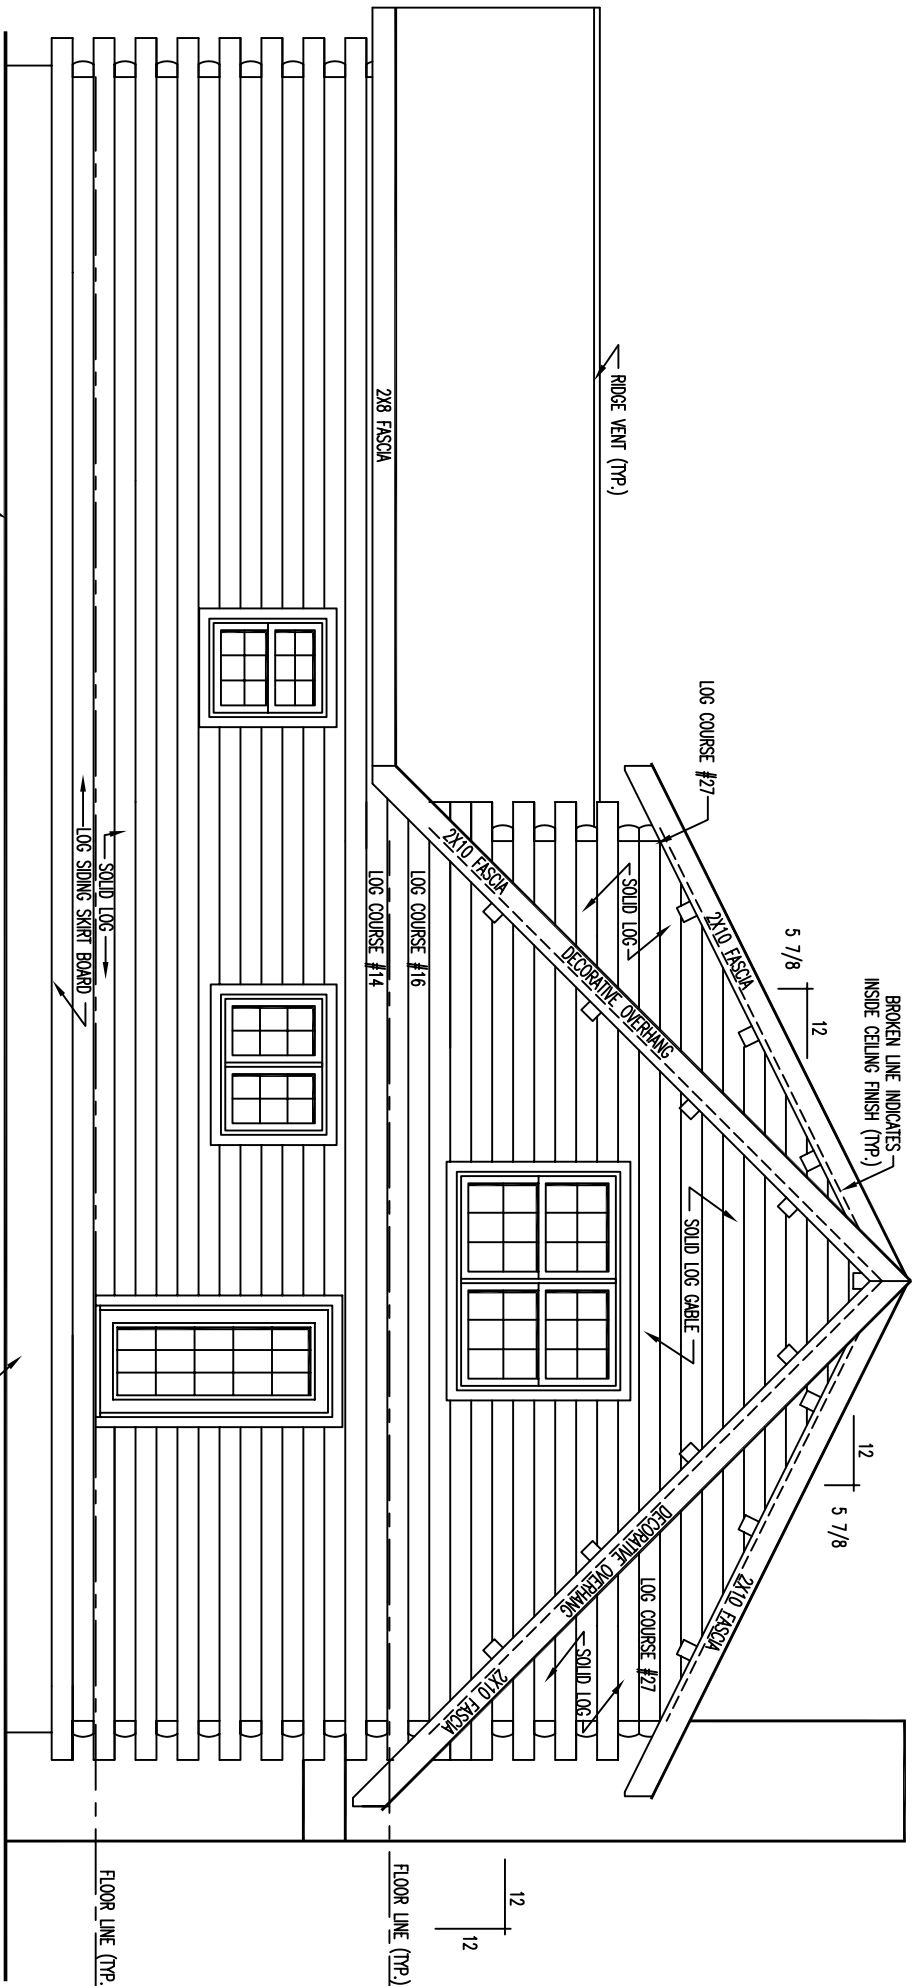 BROKEN LINE INDICATES
INSIDE CEILING FINISH (TYP.)
12
5 7/8
12
5 7/8
LOG COURSE #27
2X10 FASCIA
2X10 FASCIA
SOLID LOG GABLE
SOLID LOG
LOG COURSE #27
RIDGE VENT (TYP.)
DECORATIVE OVERHANG
DECORATIVE OVERHANG
SOLID LOG
12
12
2X10 FASCIA
2X10 FASCIA
LOG COURSE #16
2X8 FASCIA
LOG COURSE #14
FLOOR LINE (TYP.)
SOLID LOG
LOG SIDING SKIRT BOARD
FLOOR LINE (TYP.